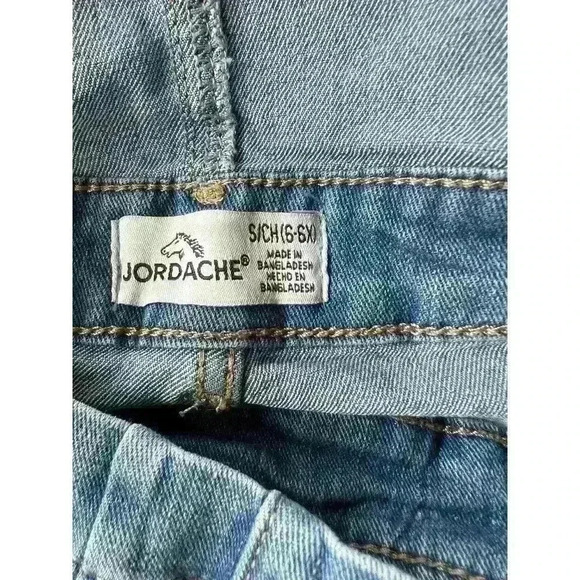 S/CH(6-6X)
JORDACHE®
MADE IN
BANGLADESH
HECHO EN
BANGLADESH